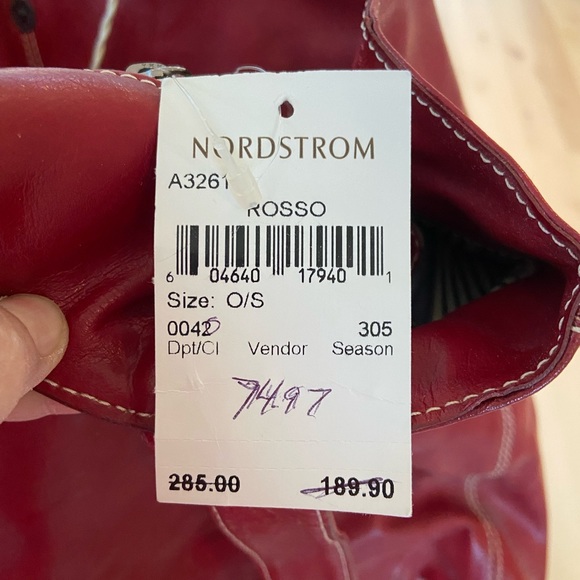 NORDSTROM
A3261
ROSSO
6 04640 17940 1
Size: O/S
0042 305
Dpt/Cl Vendor Season
7497
285.00 189.90